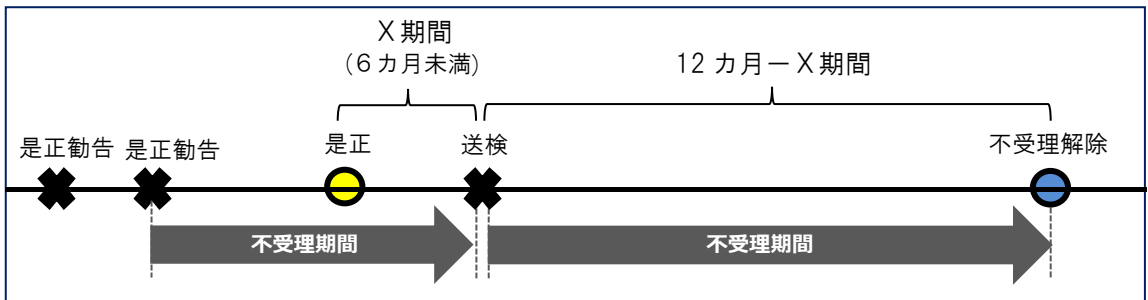 X期間
(6カ月未満)
12カ月－X期間
是正勧告
是正勧告
是正
送検
不受理解除
不受理期間
不受理期間